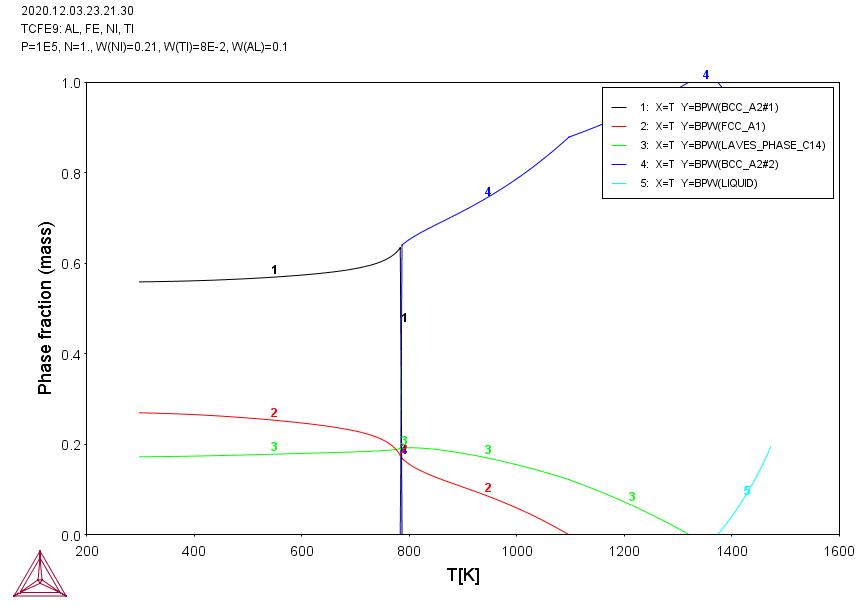 2020.12.03.23.21.30
TCFE9: AL, FE, NI, TI
P=1E5, N=1., W(NI)=0.21, W(TI)=8E-2, W(AL)=0.1
4
1.0
1: X=T Y=BPW(BCC_A2#1)
2: X=T Y=BPW(FCC_A1)
3: X=T Y=BPW(LAVES_PHASE_C14)
4: X=T Y=BPW(BCC_A2#2)
5: X=T Y=BPW(LIQUID)
0.8
4
Phase fraction (mass)
0.6
1
1
0.4
2
3
3
3
0.2
2
3
5
0.0
200 400 600 800 1000 1200 1400 1600
T[K]